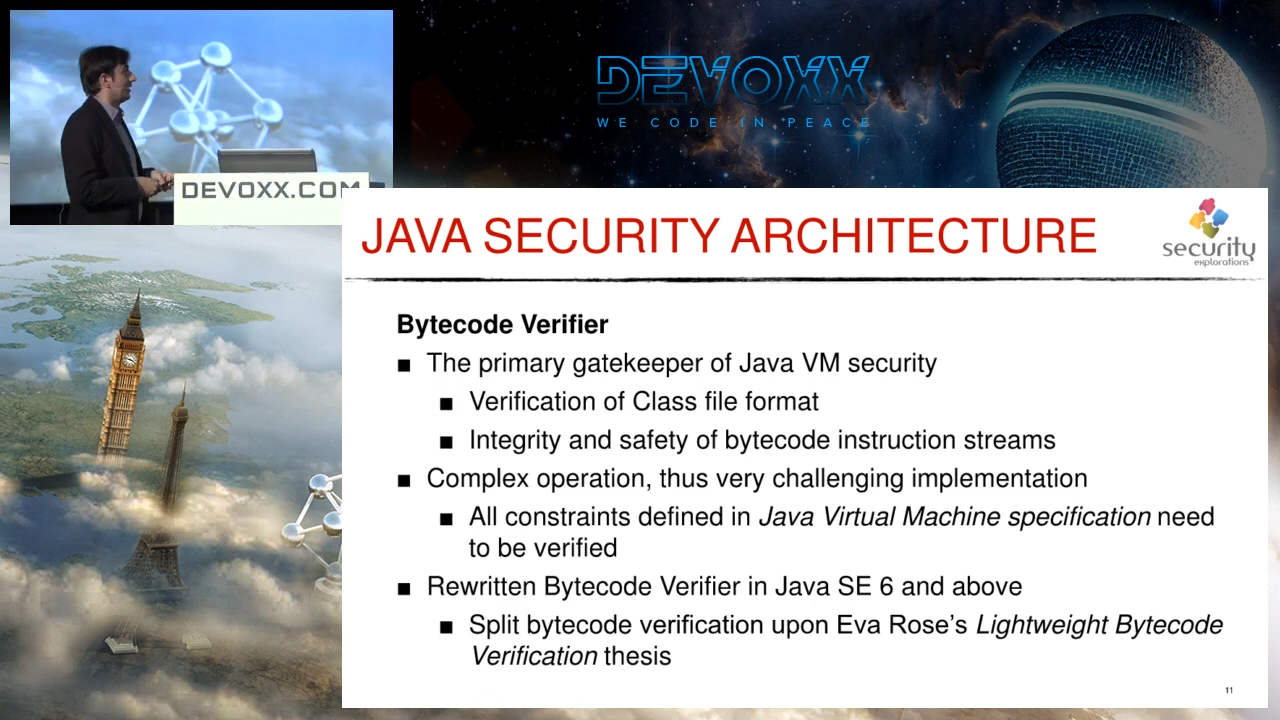 DEVOXX
WE CODE IN PEACE
DEVOXX.COM
JAVA SECURITY ARCHITECTURE
security
explorations
Bytecode Verifier
■ The primary gatekeeper of Java VM security
■ Verification of Class file format
■ Integrity and safety of bytecode instruction streams
■ Complex operation, thus very challenging implementation
■ All constraints defined in Java Virtual Machine specification need
to be verified
■ Rewritten Bytecode Verifier in Java SE 6 and above
■ Split bytecode verification upon Eva Rose’s Lightweight Bytecode
Verification thesis
11